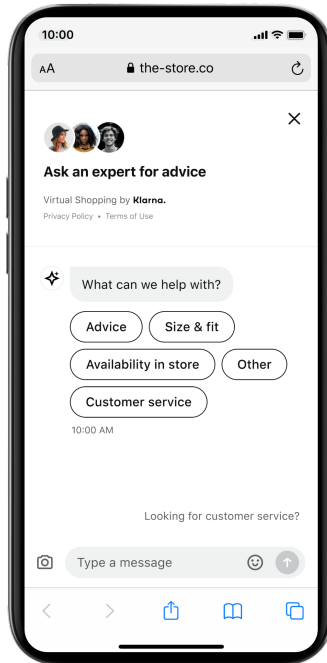 10:00
AA the-store.co
Ask an expert for advice
Virtual Shopping by Klarna.
Privacy Policy • Terms of Use
What can we help with?
Advice Size & fit
Availability in store Other
Customer service
10:00 AM
Looking for customer service?
Type a message